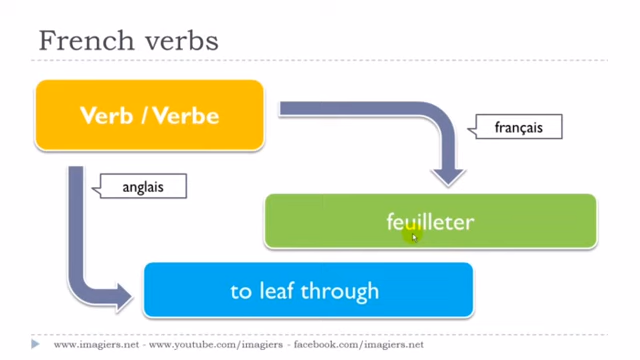 French verbs
Verb / Verbe
français
anglais
feuilleter
to leaf through
www.imagiers.net - www.youtube.com/imagiers - facebook.com/imagiers.net